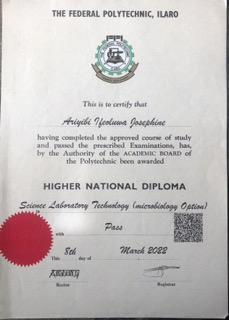 THE FEDERAL POLYTECHNIC, ILARO
This is to certify that
Ariyibi Ifeoluwa Josephine
having completed the approved course of study
and passed the prescribed Examinations, has,
by the Authority of the ACADEMIC BOARD of
the Polytechnic been awarded
HIGHER NATIONAL DIPLOMA
Science Laboratory Technology (microbiology Option)
Pass
8th This day of March 2022
Rector Registrar